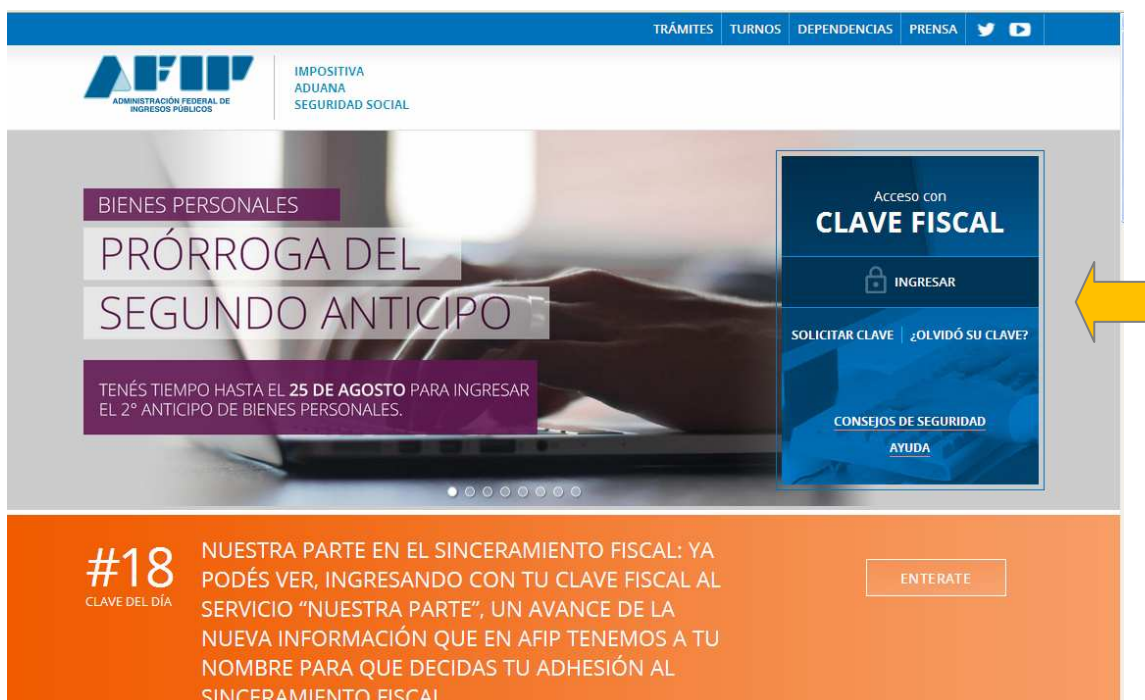 TRÁMITES TURNOS DEPENDENCIAS PRENSA
AFIP
ADMINISTRACIÓN FEDERAL DE
INGRESOS PÚBLICOS
IMPOSITIVA
ADUANA
SEGURIDAD SOCIAL
BIENES PERSONALES
PRÓRROGA DEL
SEGUNDO ANTICIPO
TENÉS TIEMPO HASTA EL 25 DE AGOSTO PARA INGRESAR
EL 2° ANTICIPO DE BIENES PERSONALES.
Acceso con
CLAVE FISCAL
INGRESAR
SOLICITAR CLAVE ¿OLVIDÓ SU CLAVE?
CONSEJOS DE SEGURIDAD
AYUDA
#18
CLAVE DEL DÍA
NUESTRA PARTE EN EL SINCERAMIENTO FISCAL: YA
PODÉS VER, INGRESANDO CON TU CLAVE FISCAL AL
SERVICIO “NUESTRA PARTE”, UN AVANCE DE LA
NUEVA INFORMACIÓN QUE EN AFIP TENEMOS A TU
NOMBRE PARA QUE DECIDAS TU ADHESIÓN AL
SINCERAMIENTO FISCAL
ENTERATE